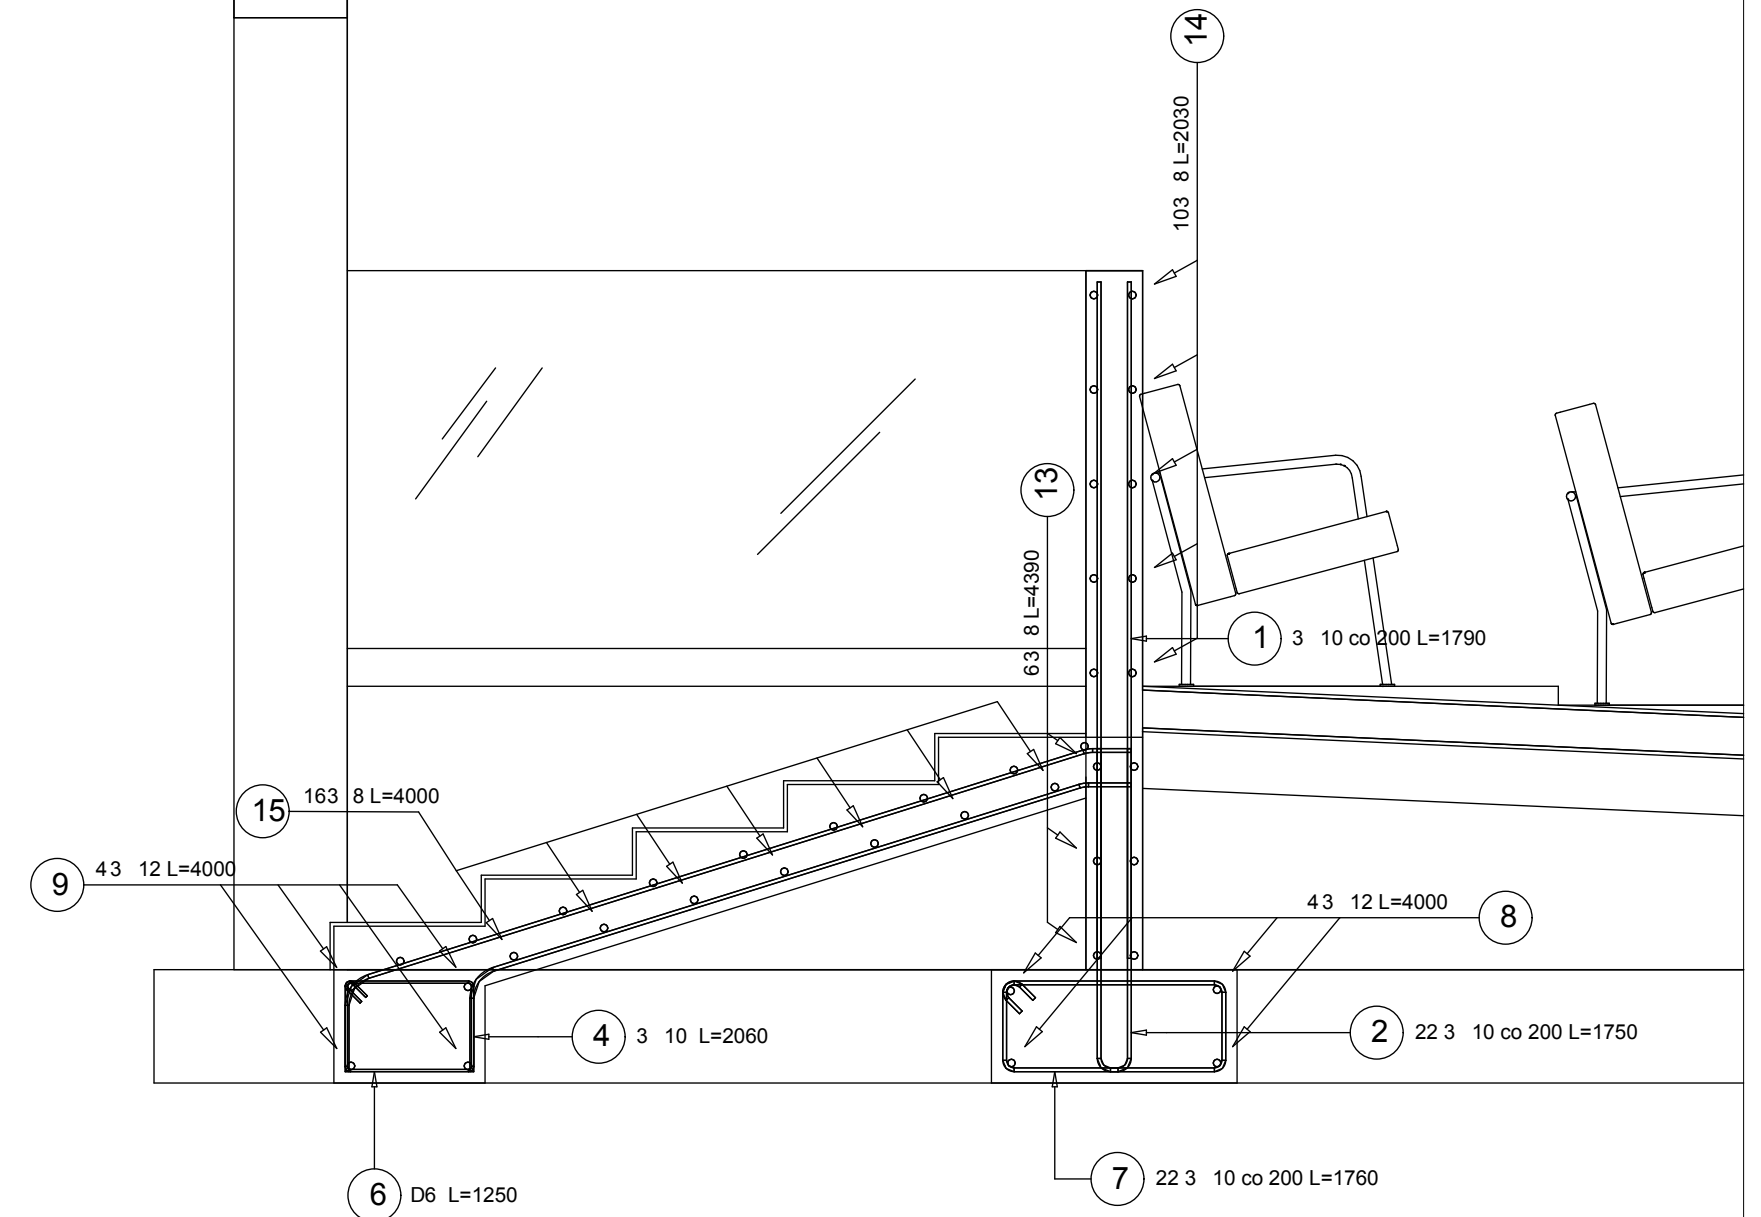 14
103 8 L=2030
13
63 8 L=4390
1 3 10 co 200 L=1790
15 163 8 L=4000
9 43 12 L=4000
43 12 L=4000 8
4 3 10 L=2060
2 22 3 10 co 200 L=1750
7 22 3 10 co 200 L=1760
6 D6 L=1250